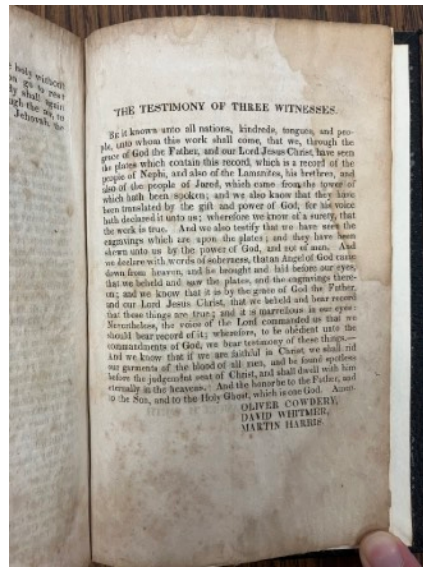 e holy without
on go to rest
dy shall again
ugh the air, to
Jehovah, the
THE TESTIMONY OF THREE WITNESSES.
BE it known unto all nations, kindreds, tongues, and peo-
ple, unto whom this work shall come, that we, through the
grace of God the Father, and our Lord Jesus Christ, have seen
the plates which contain this record, which is a record of the
people of Nephi, and also of the Lamanites, his brethren, and
also of the people of Jared, which came from the tower of
which hath been spoken; and we also know that they have
been translated by the gift and power of God, for his voice
hath declared it unto us; wherefore we know of a surety, that
the work is true. And we also testify that we have seen the
engravings which are upon the plates; and they have been
shewn unto us by the power of God, and not of man. And
we declare with words of soberness, that an Angel of God came
down from heaven, and he brought and laid before our eyes,
that we beheld and saw the plates, and the engravings there-
on; and we know that it is by the grace of God the Father,
and our Lord Jesus Christ, that we beheld and bear record
that these things are true; and it is marvellous in our eyes:
Nevertheless, the voice of the Lord commanded us that we
should bear record of it; wherefore, to be obedient unto the
commandments of God, we bear testimony of these things.—
And we know that if we are faithful in Christ, we shall rid
our garments of the blood of all men, and be found spotless
before the judgement seat of Christ, and shall dwell with him
eternally in the heavens. And the honor be to the Father, and
to the Son, and to the Holy Ghost, which is one God. Amen.
OLIVER COWDERY,
DAVID WHITMER,
MARTIN HARRIS.